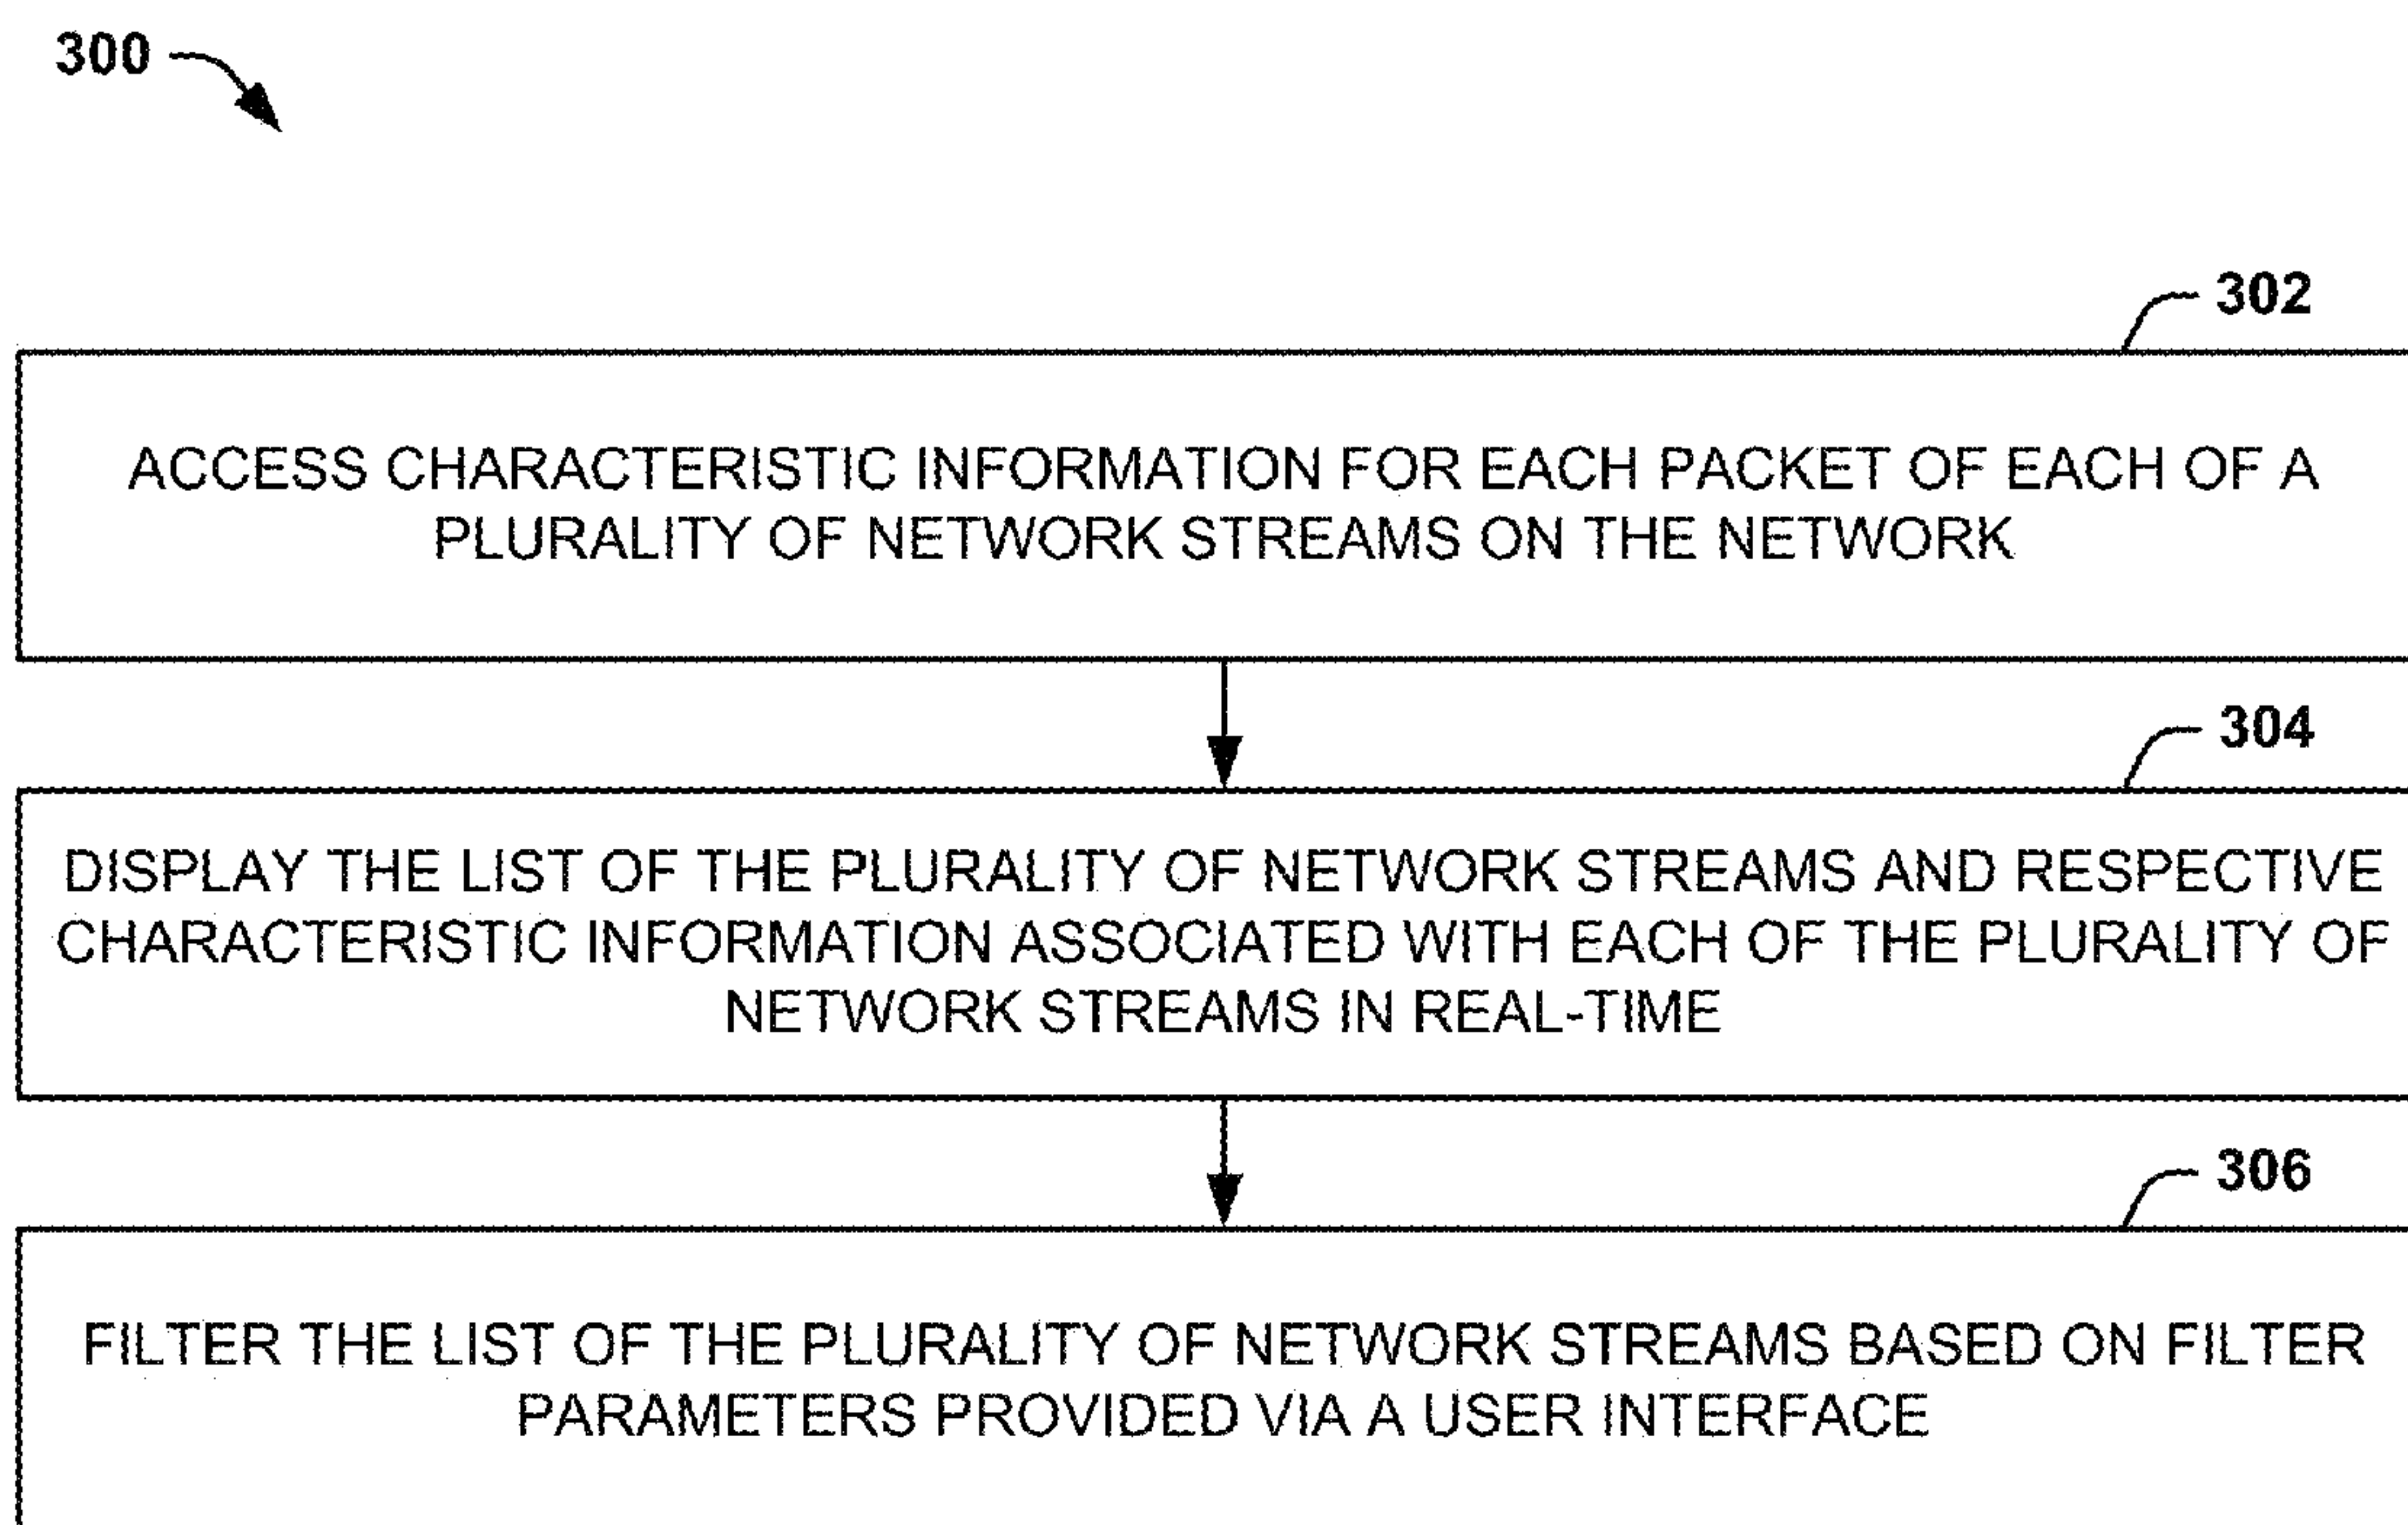 300
302
ACCESS CHARACTERISTIC INFORMATION FOR EACH PACKET OF EACH OF A
PLURALITY OF NETWORK STREAMS ON THE NETWORK
304
DISPLAY THE LIST OF THE PLURALITY OF NETWORK STREAMS AND RESPECTIVE
CHARACTERISTIC INFORMATION ASSOCIATED WITH EACH OF THE PLURALITY OF
NETWORK STREAMS IN REAL-TIME
306
FILTER THE LIST OF THE PLURALITY OF NETWORK STREAMS BASED ON FILTER
PARAMETERS PROVIDED VIA A USER INTERFACE